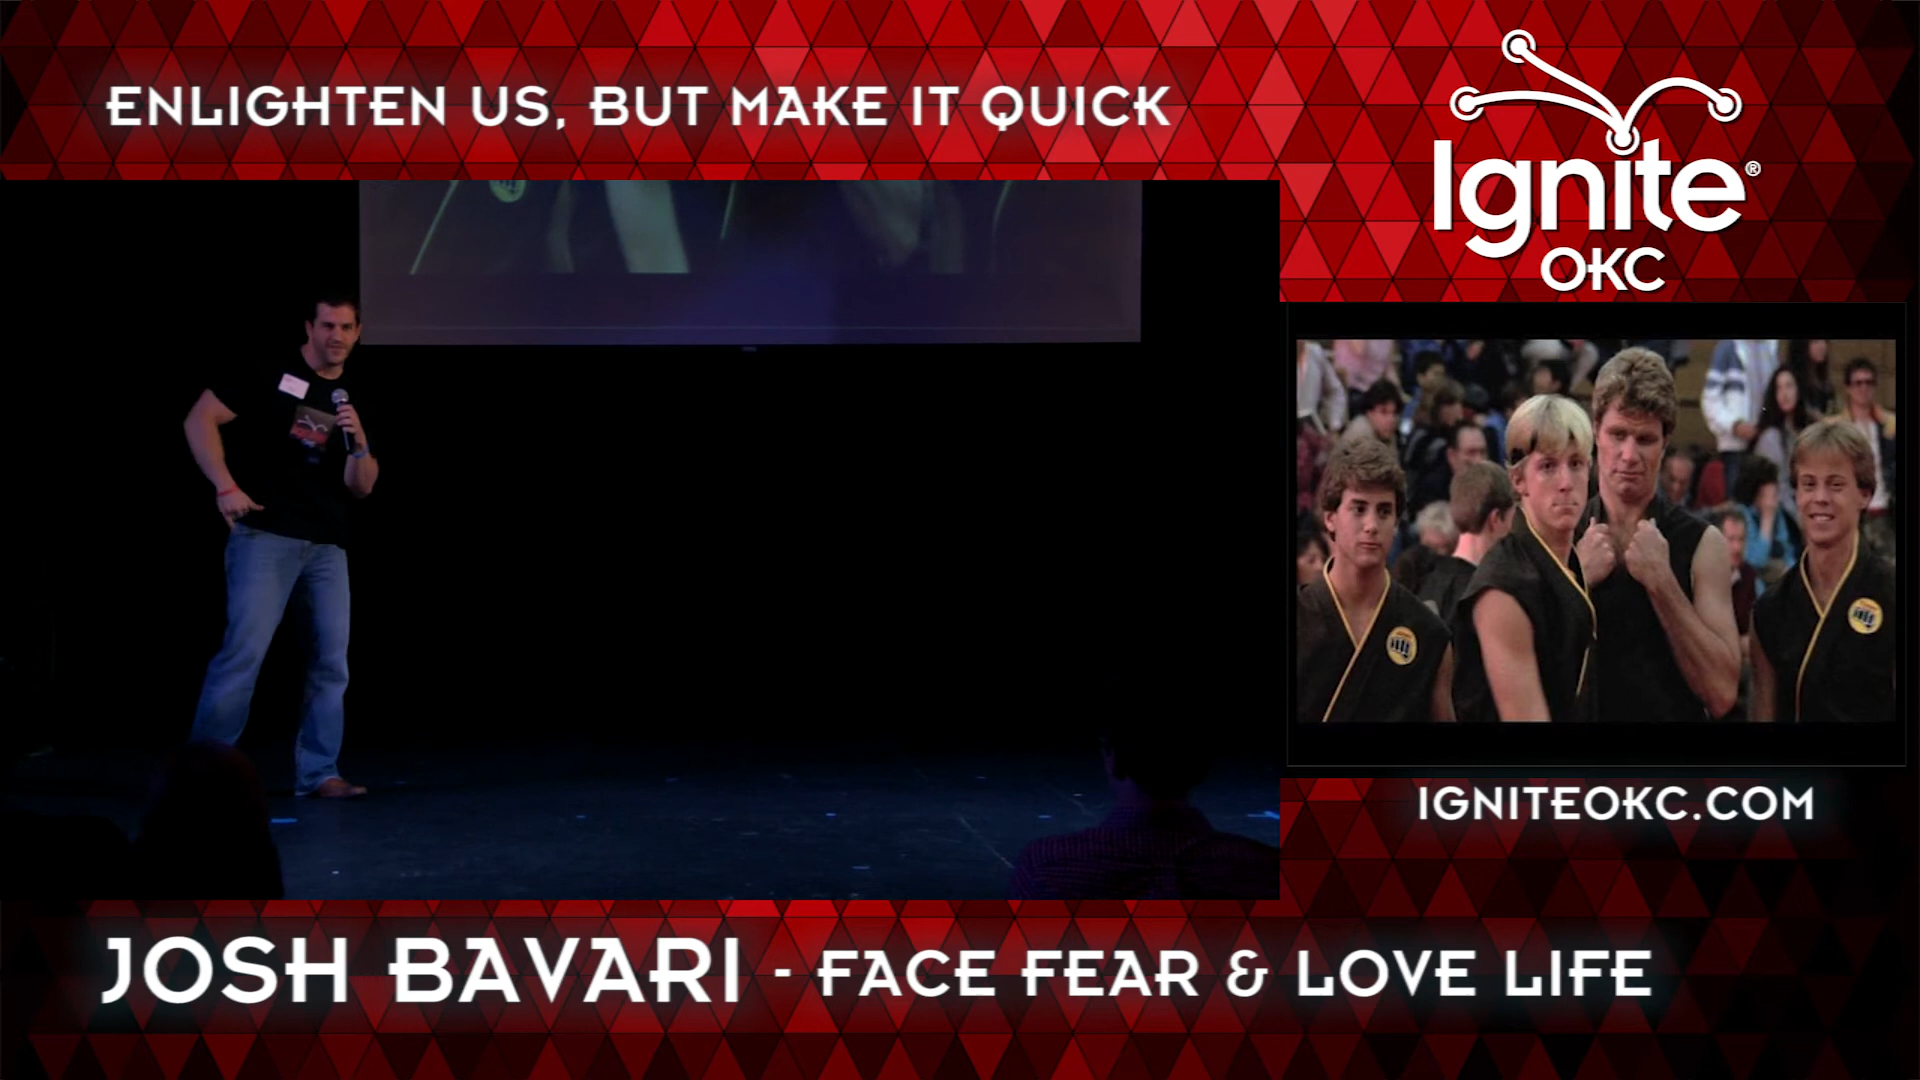 ENLIGHTEN US, BUT MAKE IT QUICK
Ignite®
OKC
IGNITEOKC.COM
JOSH BAVARI - FACE FEAR & LOVE LIFE